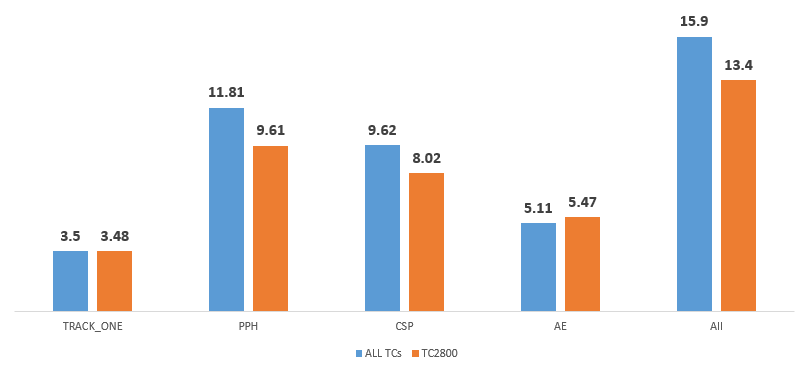 15.9
13.4
11.81
9.61
9.62
8.02
5.11
5.47
3.5
3.48
TRACK_ONE
PPH
CSP
AE
All
ALL TCs
TC2800